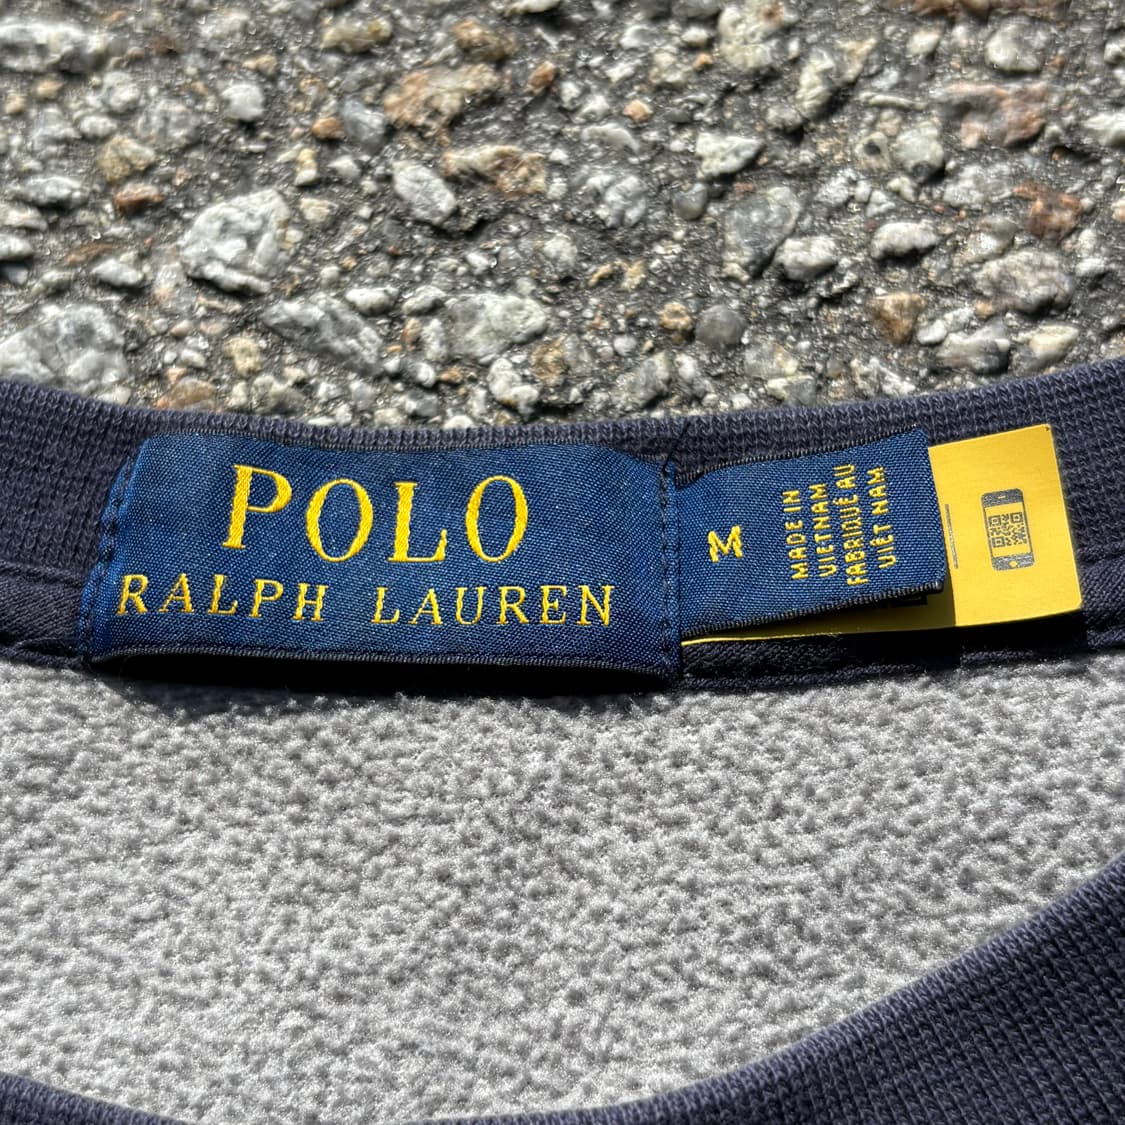 POLO
RALPH LAUREN
M
MADE IN
VIETNAM
FABRIQUÉ AU
VIÊT NAM